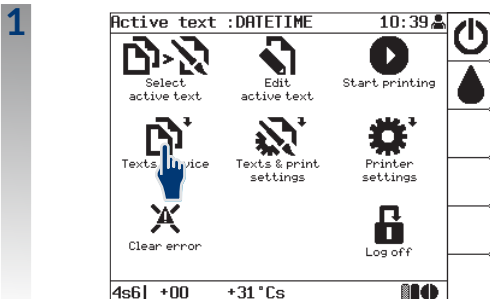 1
Active text :DATETIME 10:39
Select
active text
Edit
active text
Start printing
Texts vice
Texts & print
settings
Printer
settings
Clear error
Log off
4s6| +00 +31°Cs